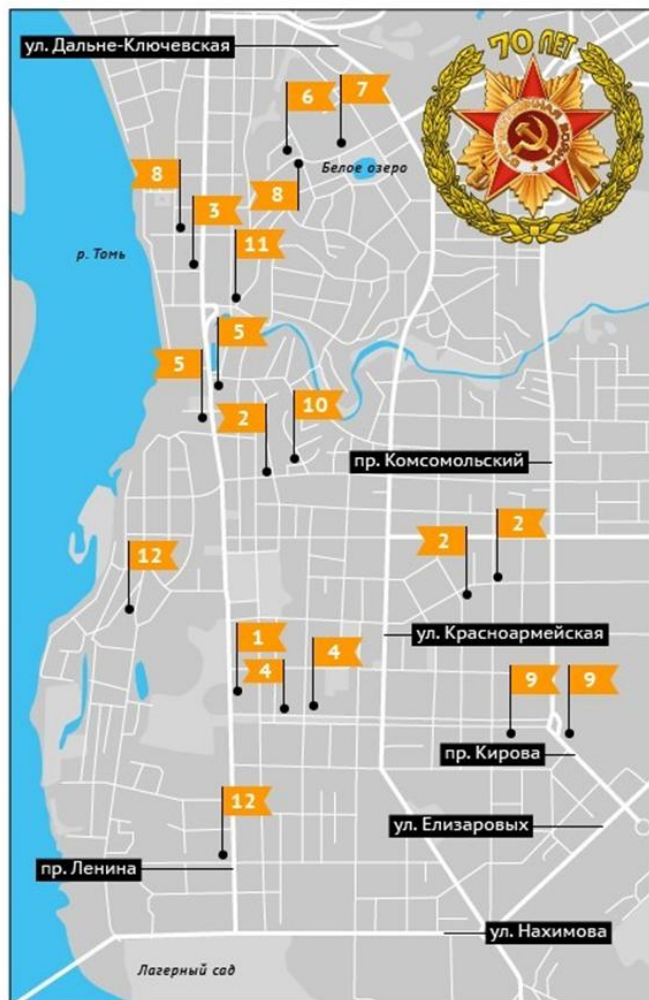 ул. Дальне-Ключевская
70 ЛЕТ
ОТЕЧЕСТВЕННАЯ ВОЙНА
6
7
8
Белое озеро
3
8
р. Томь
11
5
5
2
10
пр. Комсомольский
2
2
12
1
ул. Красноармейская
4
4
9
9
пр. Кирова
12
ул. Елизаровых
пр. Ленина
ул. Нахимова
Лагерный сад